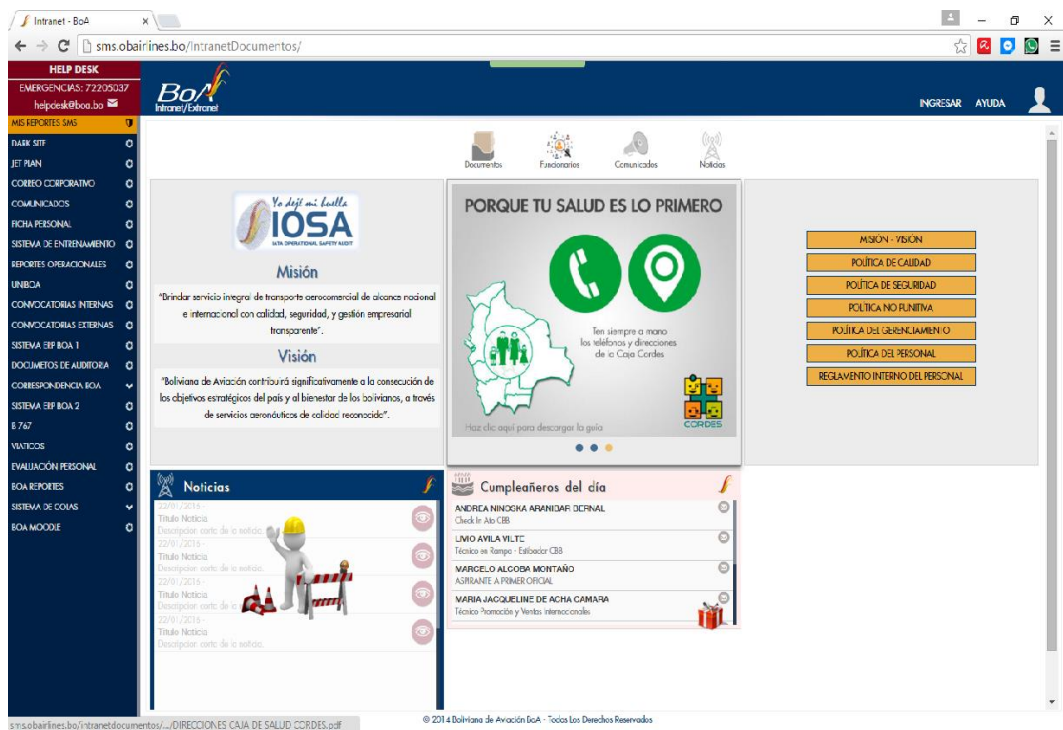 Intranet - BoA
sms.obairlines.bo/IntranetDocumentos/
HELP DESK
EMERGENCIAS: 72205037
helpdesk@boa.bo
MIS REPORTES SMS
DARK SITE
JET PLAN
CORREO CORPORATIVO
COMUNICADOS
FICHA PERSONAL
SISTEMA DE ENTRENAMIENTO
REPORTES OPERACIONALES
UNIBOA
CONVOCATORIAS INTERNAS
CONVOCATORIAS EXTERNAS
SISTEMA ERP BOA 1
DOCUMETOS DE AUDITORIA
CORRESPONDENCIA BOA
SISTEMA ERP BOA 2
B 767
VIATICOS
EVALUACIÓN PERSONAL
BOA REPORTES
SISTEMA DE COLAS
BOA MOODLE
BoA
Intranet/Extranet
INGRESAR AYUDA
Documentos Funcionarios Comunicados Noticias
Yo dejé mi huella
IOSA
IATA OPERATIONAL SAFETY AUDIT
Misión
"Brindar servicio integral de transporte aerocomercial de alcance nacional
e internacional con calidad, seguridad, y gestión empresarial
transparente".
Visión
"Boliviana de Aviación contribuirá significativamente a la consecución de
los objetivos estratégicos del país y al bienestar de los bolivianos, a través
de servicios aeronáuticos de calidad reconocida".
PORQUE TU SALUD ES LO PRIMERO
Ten siempre a mano
los teléfonos y direcciones
de la Caja Cordes
Haz clic aquí para descargar la guía
CORDES
MISIÓN - VISIÓN
POLÍTICA DE CALIDAD
POLÍTICA DE SEGURIDAD
POLÍTICA NO PUNITIVA
POLÍTICA DEL GERENCIAMIENTO
POLÍTICA DEL PERSONAL
REGLAMENTO INTERNO DEL PERSONAL
Noticias
22/01/2015 -
Titulo Noticia
Descripcion corta de la noticia.
22/01/2015 -
Titulo Noticia
Descripcion corta de la noticia.
22/01/2015 -
Titulo Noticia
Descripcion corta de la
22/01/2015 -
Titulo Noticia
Descripcion corta de la noticia.
Cumpleañeros del día
ANDREA NINOSKA ARANIBAR BERNAL
Check In Ato CBB
LIVIO AVILA VILTE
Técnico en Rampa - Estibador CBB
MARCELO ALCOBA MONTAÑO
ASPIRANTE A PRIMER OFICIAL
MARIA JACQUELINE DE ACHA CAMARA
Técnico Promoción y Ventas Internacionales
© 2014 Boliviana de Aviación BoA - Todos Los Derechos Reservados
sms.obairlines.bo/intranetdocumentos/.../DIRECCIONES CAJA DE SALUD CORDES.pdf